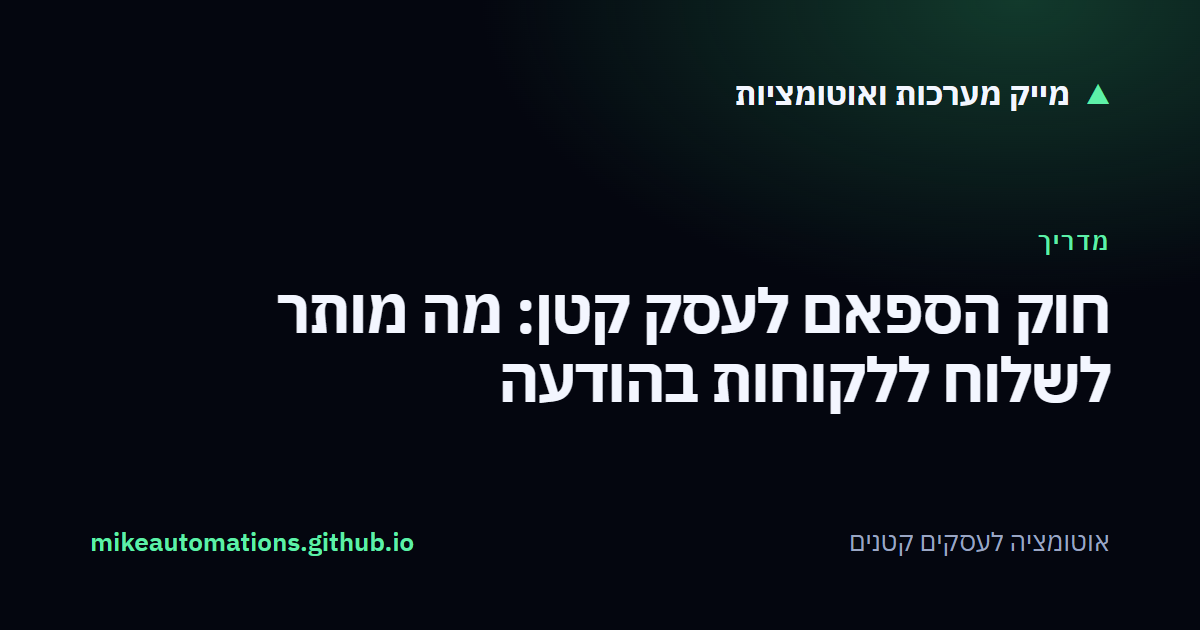 מייק מערכות ואוטומציות
מדריך
חוק הספאם לעסק קטן: מה מותר
לשלוח ללקוחות בהודעה
אוטומציה לעסקים קטנים
mikeautomations.github.io